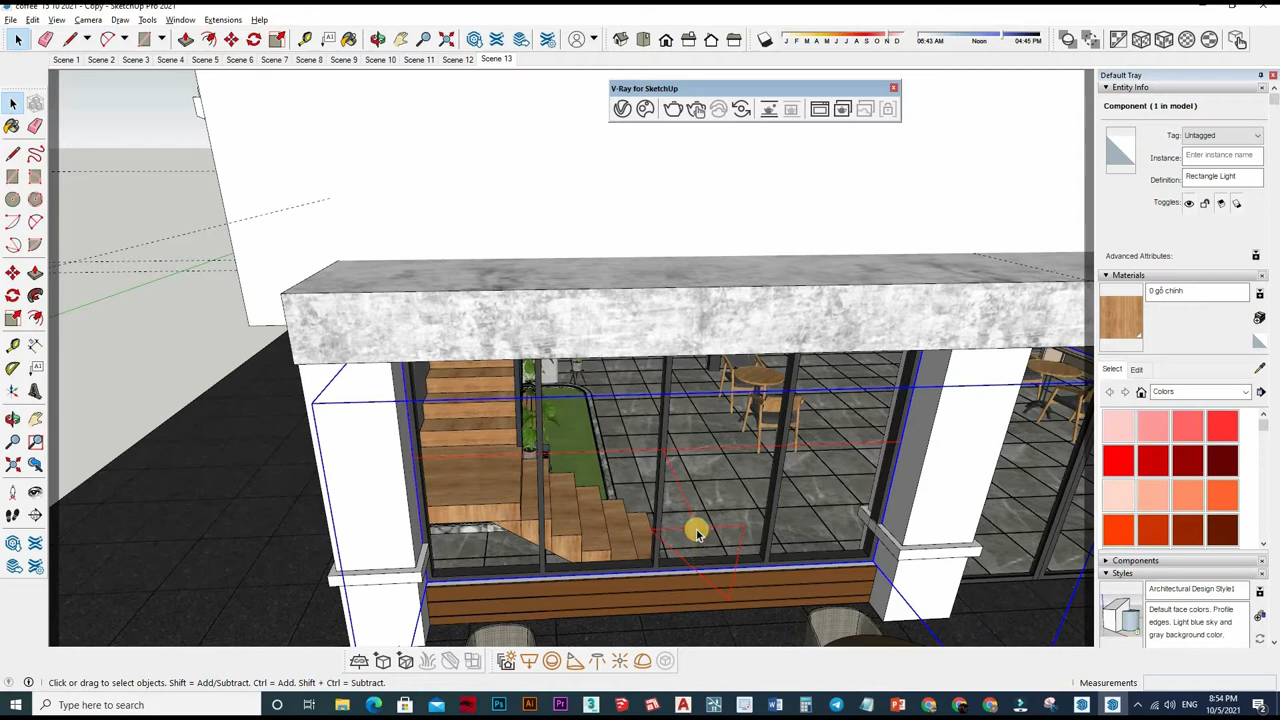 coffee 15 10 2021 - Copy - SketchUp Pro 2021
File Edit View Camera Draw Tools Window Extensions Help
J F M A M J J A S O N D
06:43 AM Noon 04:45 PM
Scene 1 Scene 2 Scene 3 Scene 4 Scene 5 Scene 6 Scene 7 Scene 8 Scene 9 Scene 10 Scene 11 Scene 12 Scene 13
V-Ray for SketchUp
Default Tray
Entity Info
Component (1 in model)
Tag: Untagged
Instance: Enter instance name
Definition: Rectangle Light
Toggles:
Advanced Attributes:
Materials
0 gỗ chính
Select Edit
Colors
Components
Styles
Architectural Design Style1
Default face colors. Profile
edges. Light blue sky and
gray background color.
Click or drag to select objects. Shift = Add/Subtract. Ctrl = Add. Shift + Ctrl = Subtract.
Measurements
Type here to search
8:54 PM
10/5/2021